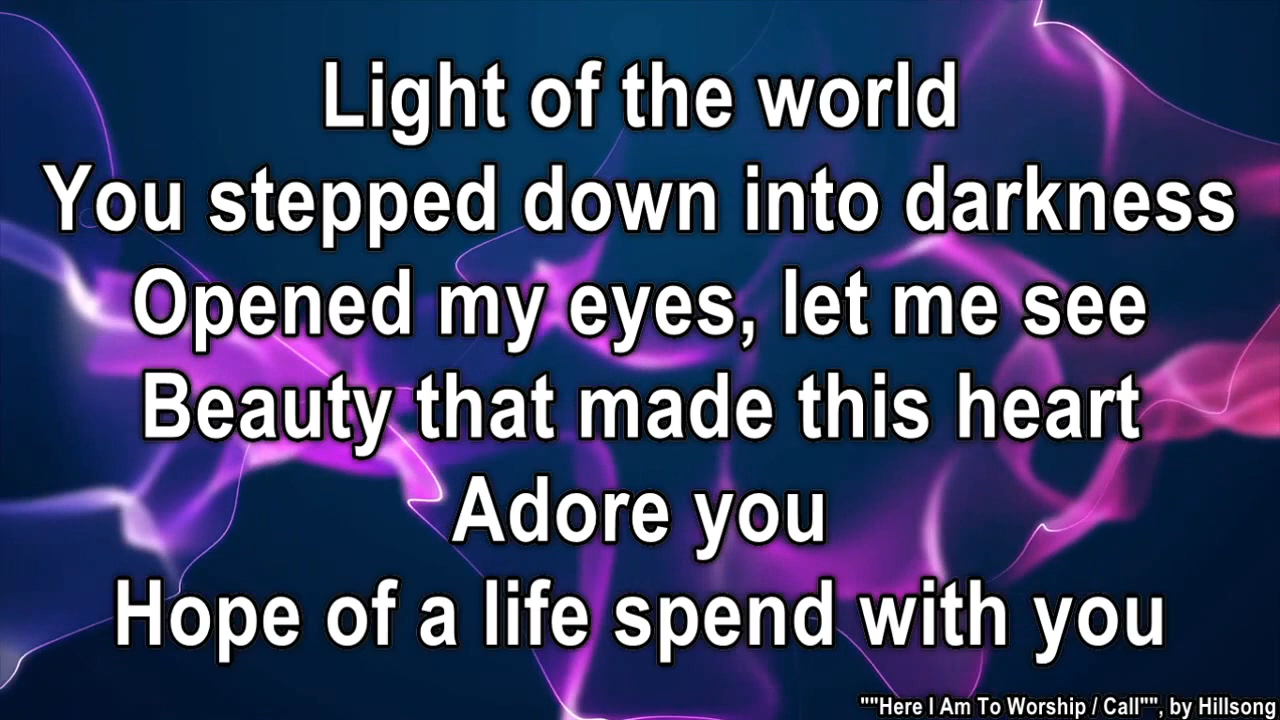 Light of the world
You stepped down into darkness
Opened my eyes, let me see
Beauty that made this heart
Adore you
Hope of a life spend with you
""Here I Am To Worship / Call"", by Hillsong